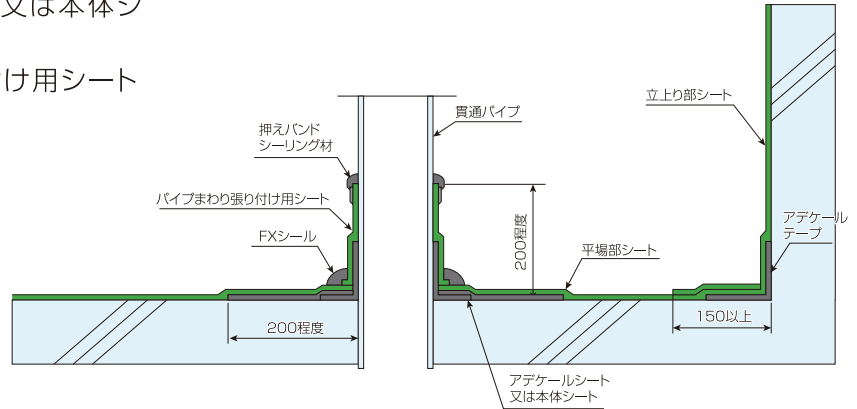 又は本体シ
け用シート
立上り部シート
貫通パイプ
押えバンド
シーリング材
パイプまわり張り付け用シート
アデケール
テープ
FXシール
200程度
平場部シート
200程度
150以上
アデケールシート
又は本体シート